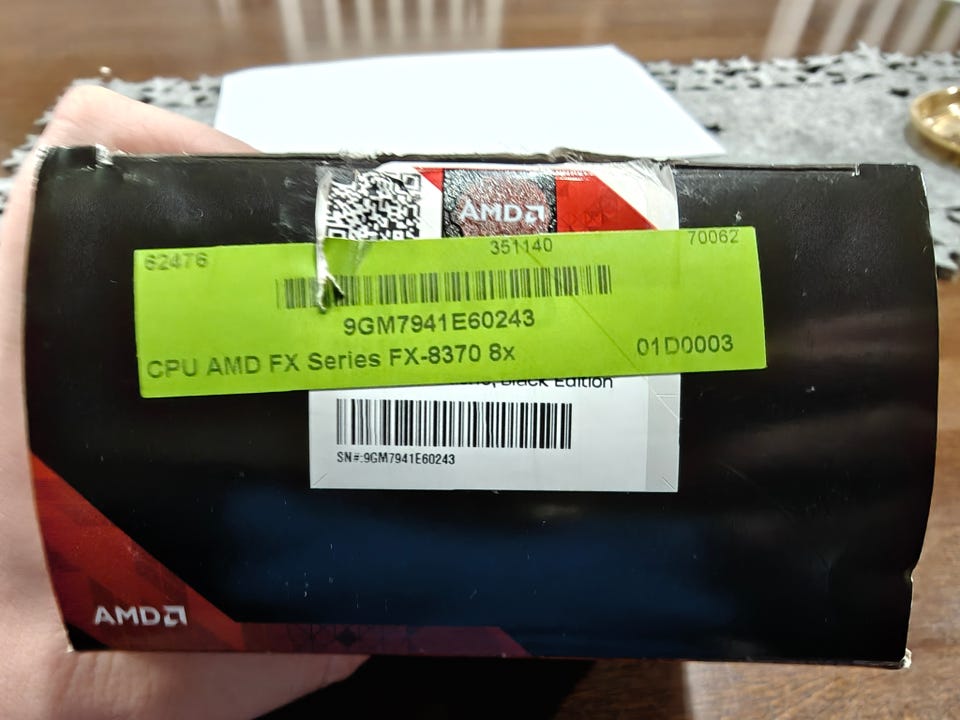 AMD
62476 351140 70062
9GM7941E60243
CPU AMD FX Series FX-8370 8x 01D0003
Black Edition
SN#:9GM7941E60243
AMD